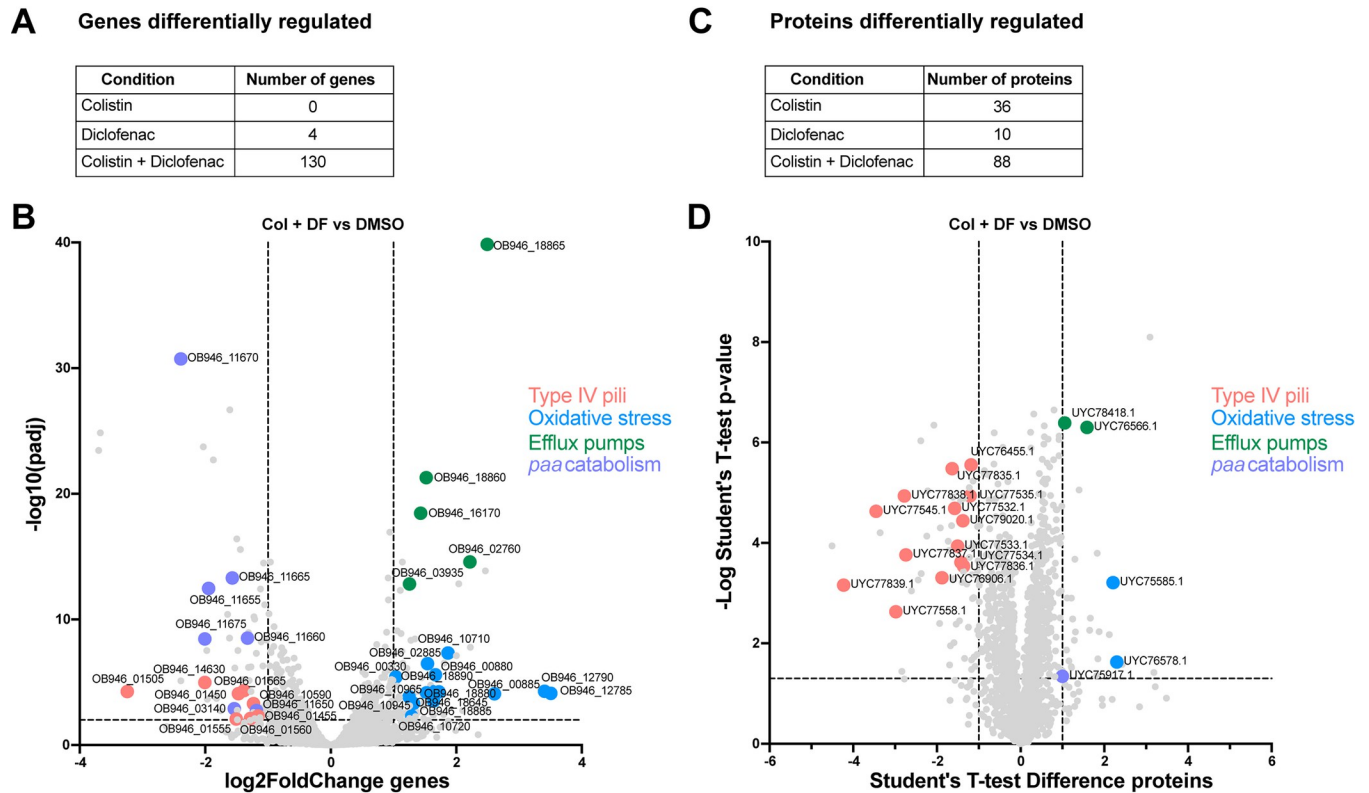 A Genes differentially regulated
Condition Number of genes
Colistin 0
Diclofenac 4
Colistin + Diclofenac 130
B
Col + DF vs DMSO
-log10(padj)
40
30
20
10
0
OB946_18865
OB946_11670
OB946_18860
OB946_16170
OB946_02760
OB946_03935
OB946_11665
OB946_11655
OB946_11675
OB946_11660
OB946_10710
OB946_02885
OB946_14630
OB946_00330
OB946_00880
OB946_01505
OB946_01565
OB946_18890
OB946_00885
OB946_12790
OB946_12785
OB946_01450
OB946_10590
OB946_10965
OB946_18880
OB946_03140
OB946_11650
OB946_10945
OB946_18645
OB946_01455
OB946_18885
OB946_01555
OB946_01560
OB946_10720
Type IV pili
Oxidative stress
Efflux pumps
paa catabolism
-4
-2
0
2
4
log2FoldChange genes
C Proteins differentially regulated
Condition Number of proteins
Colistin 36
Diclofenac 10
Colistin + Diclofenac 88
D
Col + DF vs DMSO
-Log Student's T-test p-value
10
8
6
4
2
0
UYC78418.1
UYC76566.1
UYC76455.1
UYC77835.1
UYC77838.1
UYC77535.1
UYC77545.1
UYC77532.1
UYC79020.1
UYC77533.1
UYC77837.1
UYC77534.1
UYC77836.1
UYC76906.1
UYC77839.1
UYC77558.1
UYC75585.1
UYC76578.1
UYC75917.1
Type IV pili
Oxidative stress
Efflux pumps
paa catabolism
-6
-4
-2
0
2
4
6
Student's T-test Difference proteins